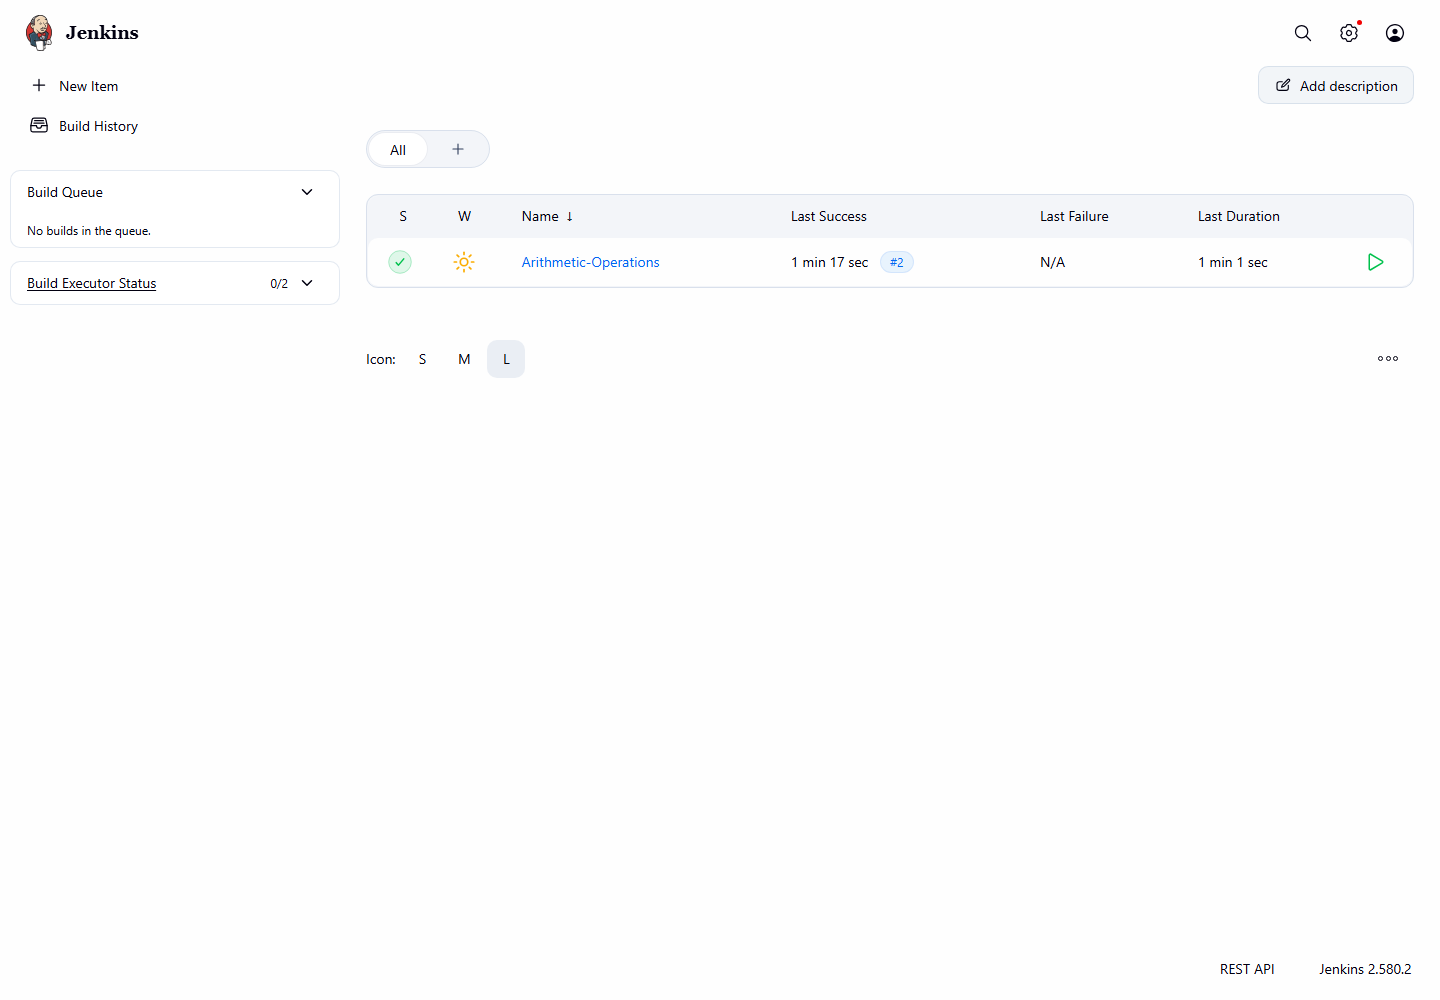 Jenkins
New Item
Build History
Build Queue
No builds in the queue.
Build Executor Status 0/2
Add description
All
S W Name ↓ Last Success Last Failure Last Duration
Arithmetic-Operations 1 min 17 sec #2 N/A 1 min 1 sec
Icon: S M L
REST API Jenkins 2.580.2